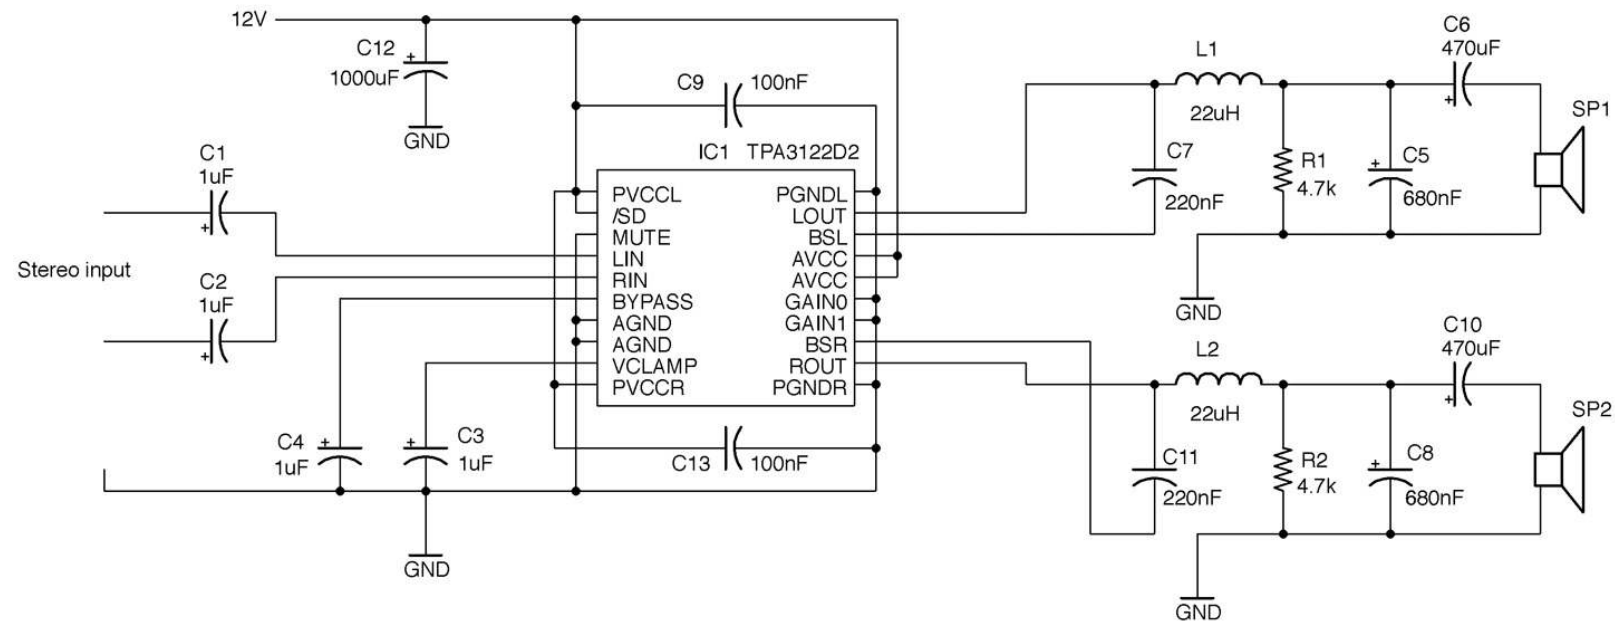 12V
C12
1000uF
GND
C9
100nF
IC1 TPA3122D2
C1
1uF
Stereo input
C2
1uF
PVCCL
/SD
MUTE
LIN
RIN
BYPASS
AGND
AGND
VCLAMP
PVCCR
PGNDL
LOUT
BSL
AVCC
AVCC
GAIN0
GAIN1
BSR
ROUT
PGNDR
C4
1uF
C3
1uF
C13
100nF
GND
L1
22uH
C6
470uF
SP1
C7
220nF
R1
4.7k
C5
680nF
GND
L2
22uH
C10
470uF
SP2
C11
220nF
R2
4.7k
C8
680nF
GND